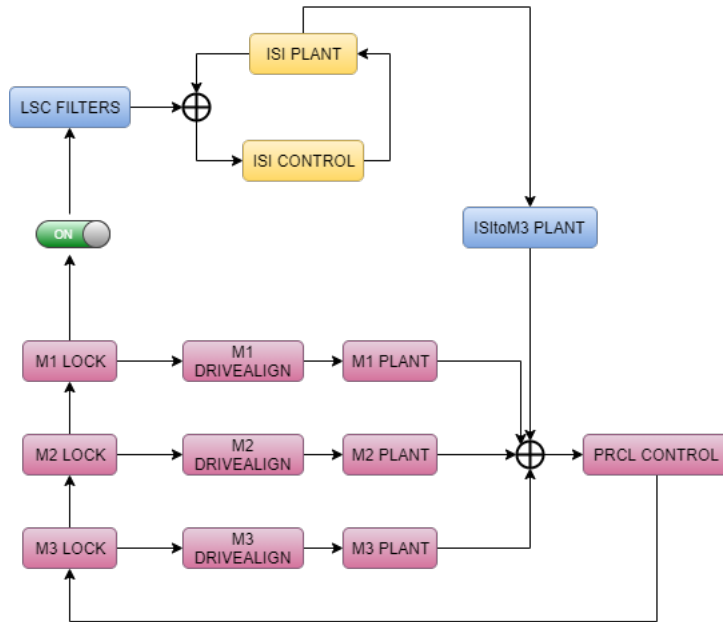 ISI PLANT
LSC FILTERS
ISI CONTROL
ON
ISItoM3 PLANT
M1 LOCK
M1
DRIVEALIGN
M1 PLANT
M2 LOCK
M2
DRIVEALIGN
M2 PLANT
PRCL CONTROL
M3 LOCK
M3
DRIVEALIGN
M3 PLANT